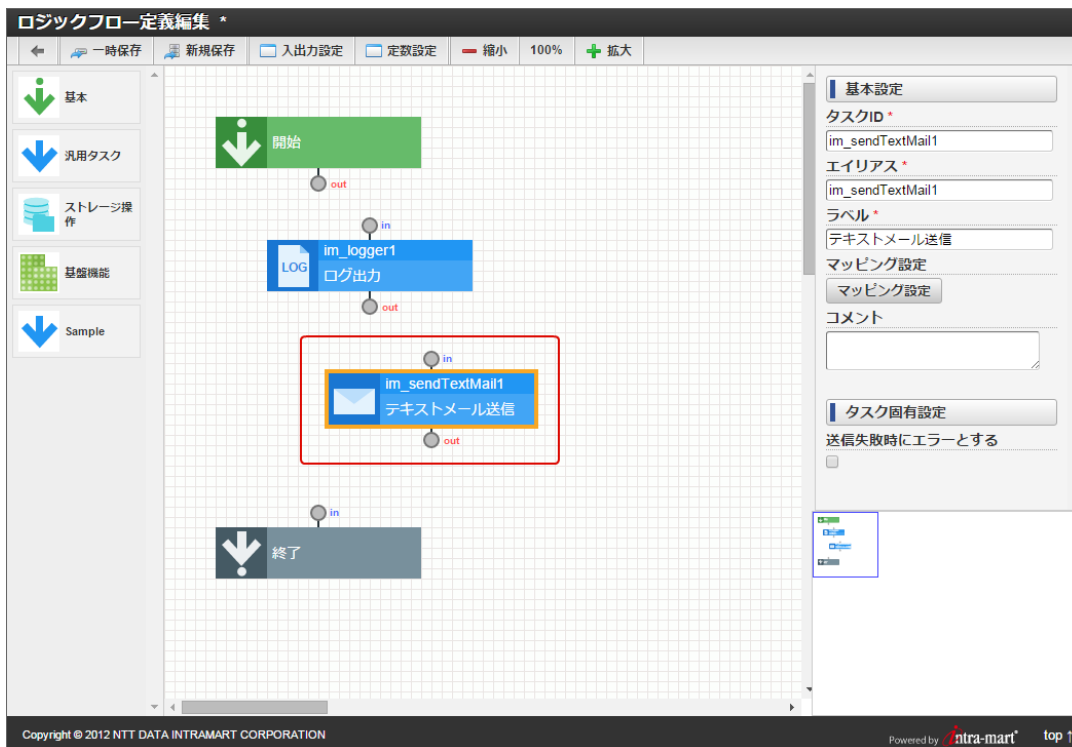 ロジックフロー定義編集 *
一時保存 新規保存 入出力設定 定数設定 縮小 100% 拡大
基本
汎用タスク
ストレージ操
作
基盤機能
Sample
開始
out
in
im_logger1
LOG
ログ出力
out
in
im_sendTextMail1
テキストメール送信
out
in
終了
基本設定
タスクID *
im_sendTextMail1
エイリアス *
im_sendTextMail1
ラベル *
テキストメール送信
マッピング設定
マッピング設定
コメント
タスク固有設定
送信失敗時にエラーとする
Copyright © 2012 NTT DATA INTRAMART CORPORATION
Powered by intra-mart® top ↑